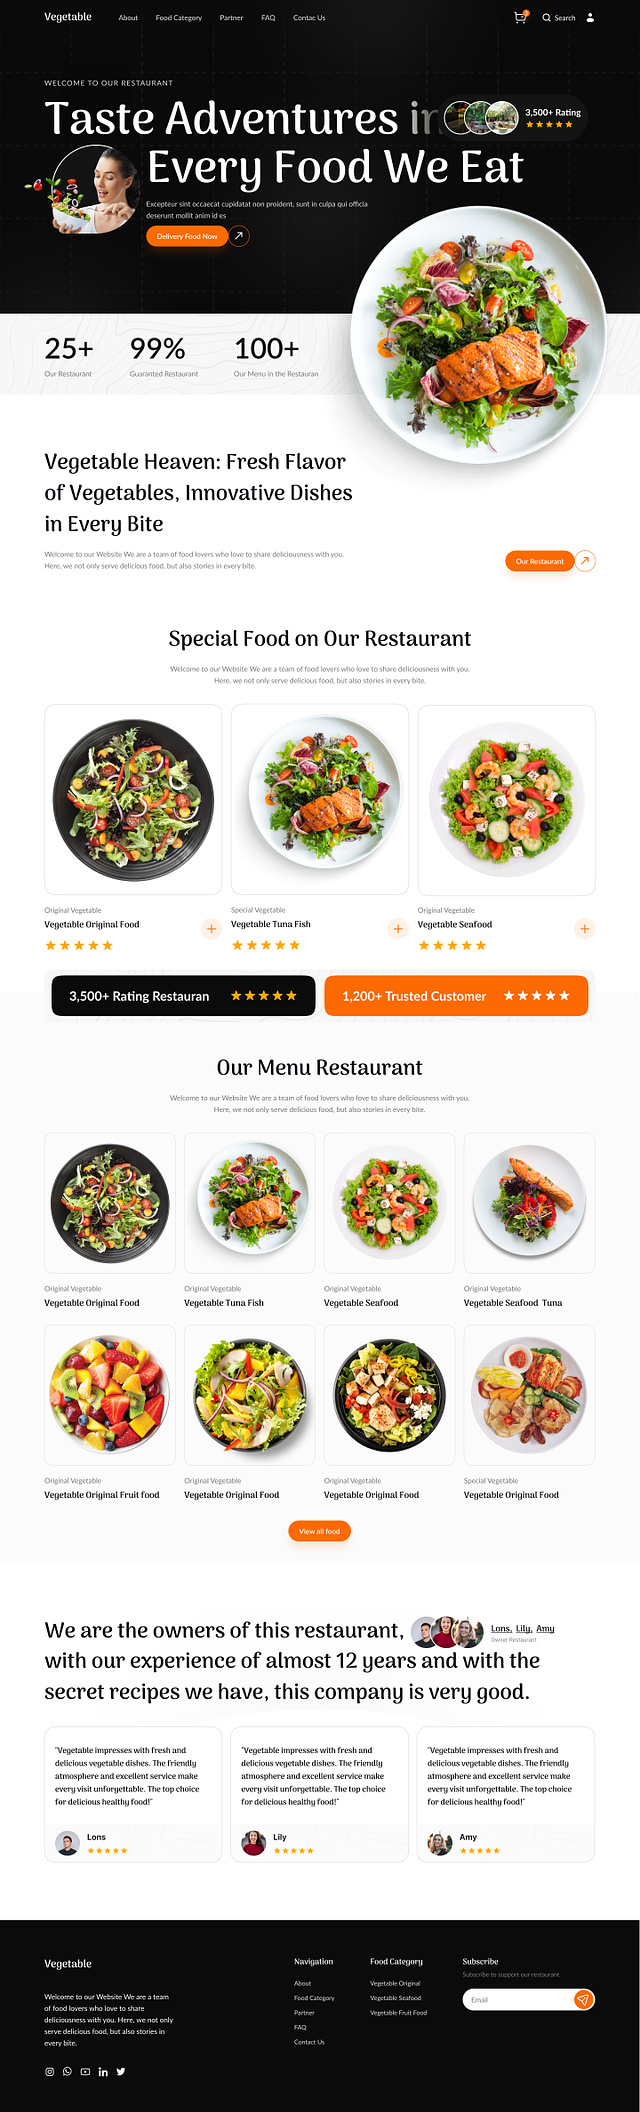 Vegetable
About
Food Category
Partner
FAQ
Contac Us
Search
WELCOME TO OUR RESTAURANT
Taste Adventures in
3,500+ Rating
Every Food We Eat
Excepteur sint occaecat cupidatat non proident, sunt in culpa qui officia
deserunt mollit anim id es
Delivery Food Now
25+
99%
100+
Our Restaurant
Guaranted Restaurant
Our Menu in the Restauran
Vegetable Heaven: Fresh Flavor
of Vegetables, Innovative Dishes
in Every Bite
Welcome to our Website We are a team of food lovers who love to share deliciousness with you.
Here, we not only serve delicious food, but also stories in every bite.
Our Restaurant
Special Food on Our Restaurant
Welcome to our Website We are a team of food lovers who love to share deliciousness with you.
Here, we not only serve delicious food, but also stories in every bite.
Original Vegetable
Vegetable Original Food
Special Vegetable
Vegetable Tuna Fish
Original Vegetable
Vegetable Seafood
3,500+ Rating Restauran
1,200+ Trusted Customer
Our Menu Restaurant
Welcome to our Website We are a team of food lovers who love to share deliciousness with you.
Here, we not only serve delicious food, but also stories in every bite.
Original Vegetable
Vegetable Original Food
Original Vegetable
Vegetable Tuna Fish
Original Vegetable
Vegetable Seafood
Original Vegetable
Vegetable Seafood Tuna
Original Vegetable
Vegetable Original Fruit food
Original Vegetable
Vegetable Original Food
Original Vegetable
Vegetable Original Food
Special Vegetable
Vegetable Original Food
View all food
We are the owners of this restaurant,
Lons, Lily, Amy
Owner Restaurant
with our experience of almost 12 years and with the
secret recipes we have, this company is very good.
"Vegetable impresses with fresh and
delicious vegetable dishes. The friendly
atmosphere and excellent service make
every visit unforgettable. The top choice
for delicious healthy food!"
Lons
"Vegetable impresses with fresh and
delicious vegetable dishes. The friendly
atmosphere and excellent service make
every visit unforgettable. The top choice
for delicious healthy food!"
Lily
"Vegetable impresses with fresh and
delicious vegetable dishes. The friendly
atmosphere and excellent service make
every visit unforgettable. The top choice
for delicious healthy food!"
Amy
Vegetable
Welcome to our Website We are a team
of food lovers who love to share
deliciousness with you. Here, we not only
serve delicious food, but also stories in
every bite.
Navigation
About
Food Category
Partner
FAQ
Contact Us
Food Category
Vegetable Original
Vegetable Seafood
Vegetable Fruit Food
Subscribe
Subscribe to support our restaurant
Email